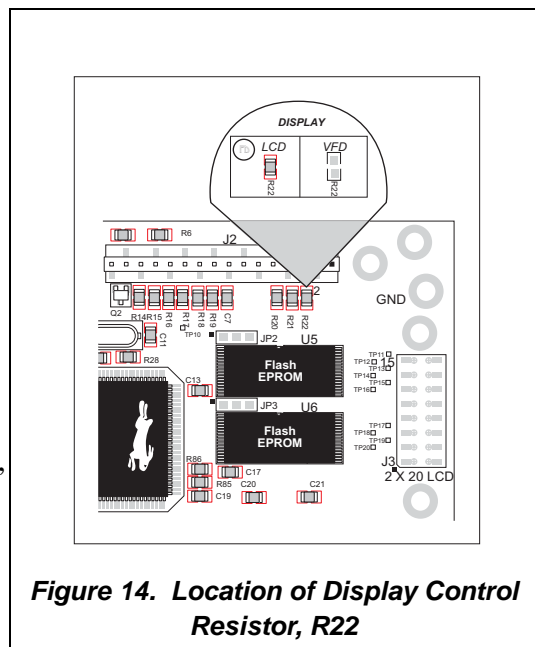 DISPLAY
FD LCD VFD
R22 R22
R6
J2
2
GND
Q2
R14 R15 R16 R17 R18 R19 C7 R20 R21 R22
TP10
C11
JP2 U5
Flash
EPROM
R28
C13
JP3 U6
Flash
EPROM
TP11
TP12
TP13
15
TP14
TP15
TP16
TP17
TP18
TP19
TP20
J3
2 X 20 LCD
R86
C17
R85
C19
C20
C21
,
Figure 14. Location of Display Control
Resistor, R22